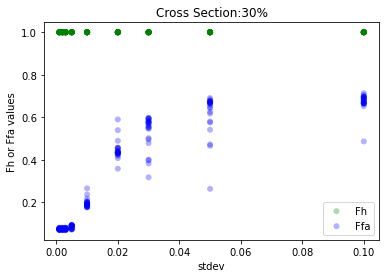 Cross Section:30%
Fh or Ffa values
1.0
0.8
0.6
0.4
0.2
0.00
0.02
0.04
0.06
0.08
0.10
stdev
Fh
Ffa